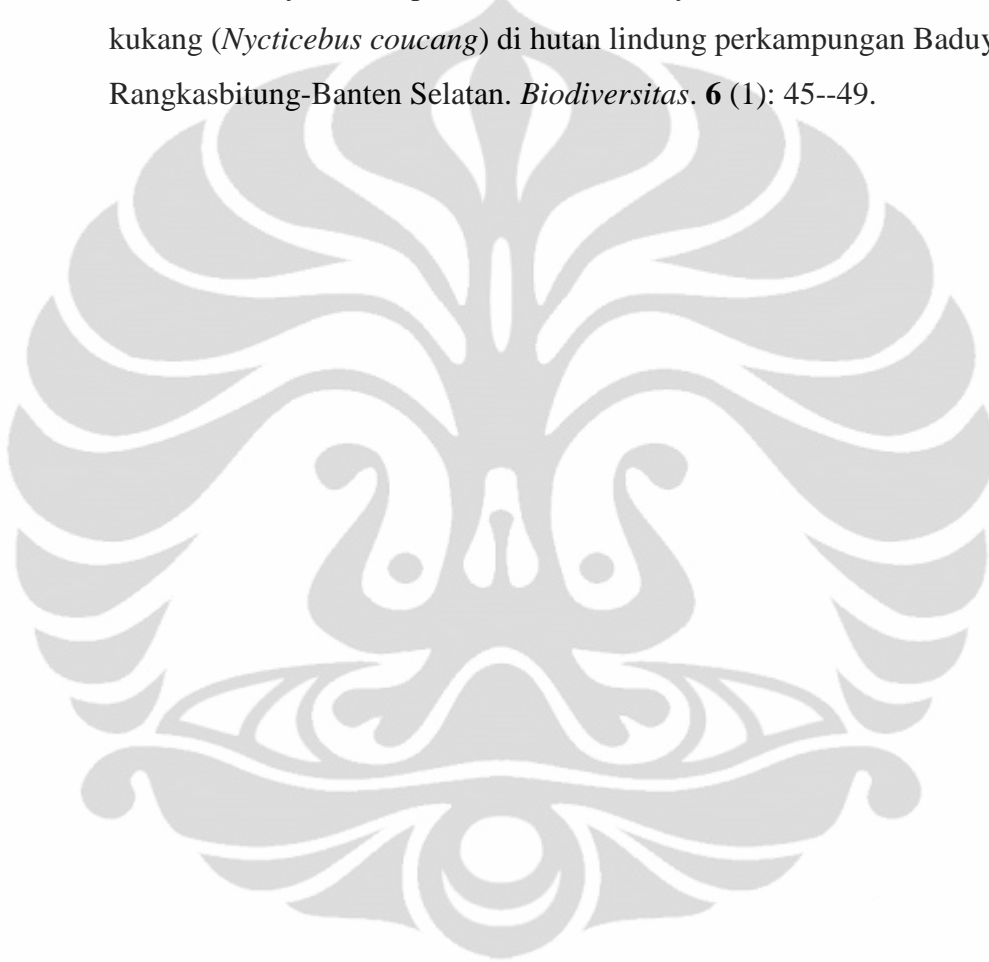 kukang (Nycticebus coucang) di hutan lindung perkampungan Baduy
Rangkasbitung-Banten Selatan. Biodiversitas. 6 (1): 45--49.